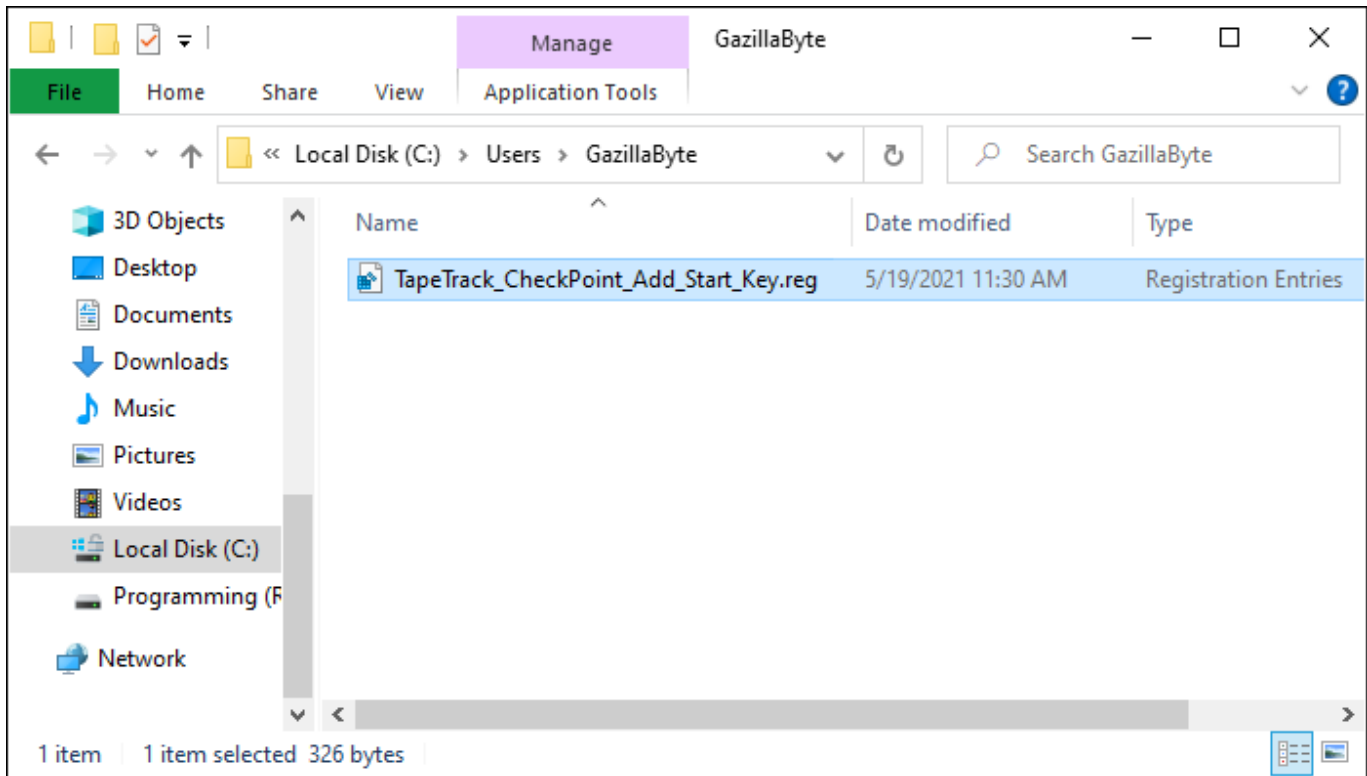 Manage GazillaByte
File Home Share View Application Tools
« Local Disk (C:) › Users › GazillaByte Search GazillaByte
Name Date modified Type
TapeTrack_CheckPoint_Add_Start_Key.reg 5/19/2021 11:30 AM Registration Entries
3D Objects
Desktop
Documents
Downloads
Music
Pictures
Videos
Local Disk (C:)
Programming (R
Network
1 item 1 item selected 326 bytes